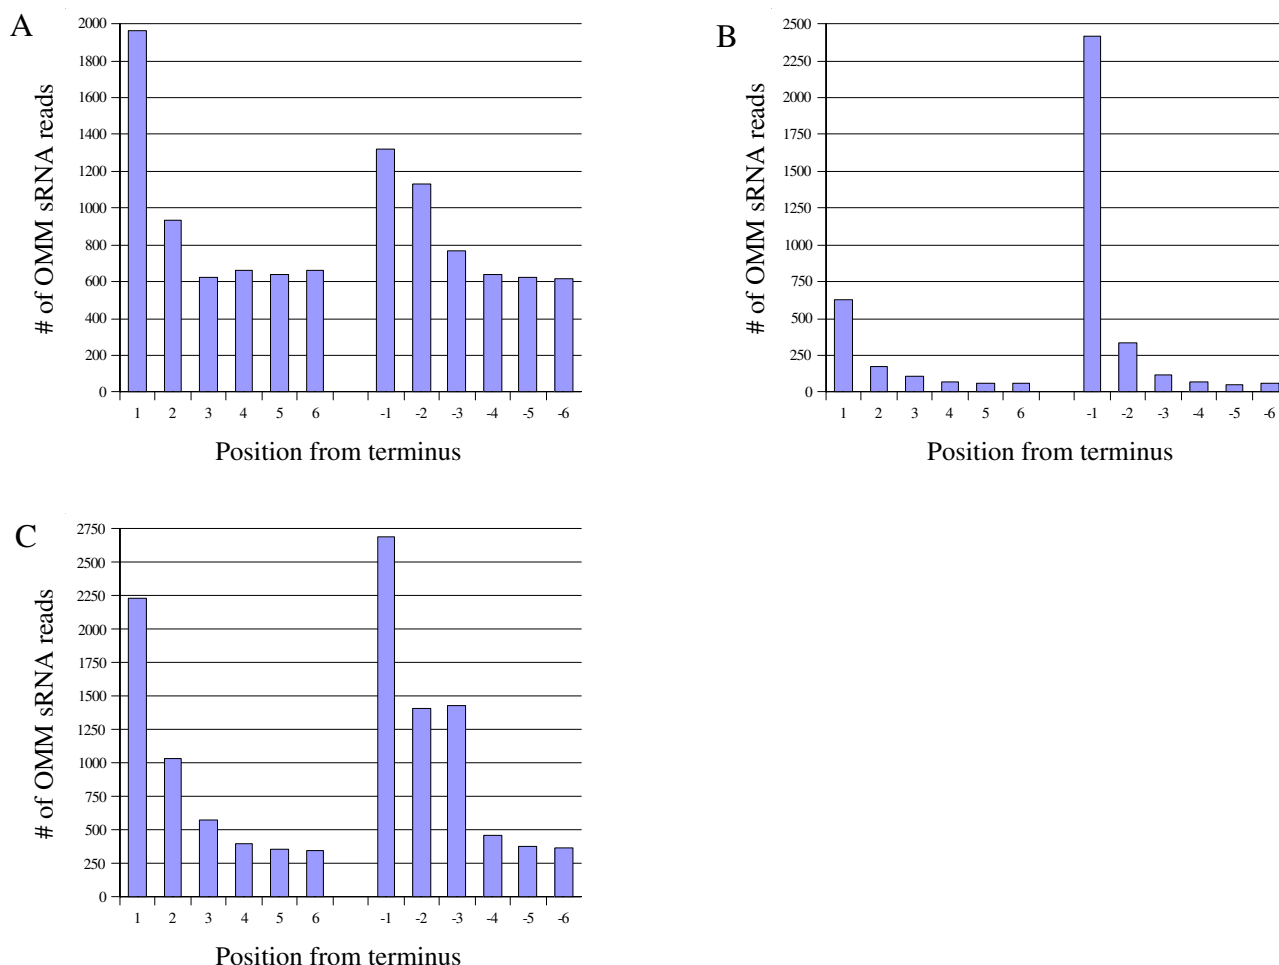 A
# of OMM sRNA reads
2000
1800
1600
1400
1200
1000
800
600
400
200
0
1 2 3 4 5 6 -1 -2 -3 -4 -5 -6
Position from terminus
B
# of OMM sRNA reads
2500
2250
2000
1750
1500
1250
1000
750
500
250
0
1 2 3 4 5 6 -1 -2 -3 -4 -5 -6
Position from terminus
C
# of OMM sRNA reads
2750
2500
2250
2000
1750
1500
1250
1000
750
500
250
0
1 2 3 4 5 6 -1 -2 -3 -4 -5 -6
Position from terminus